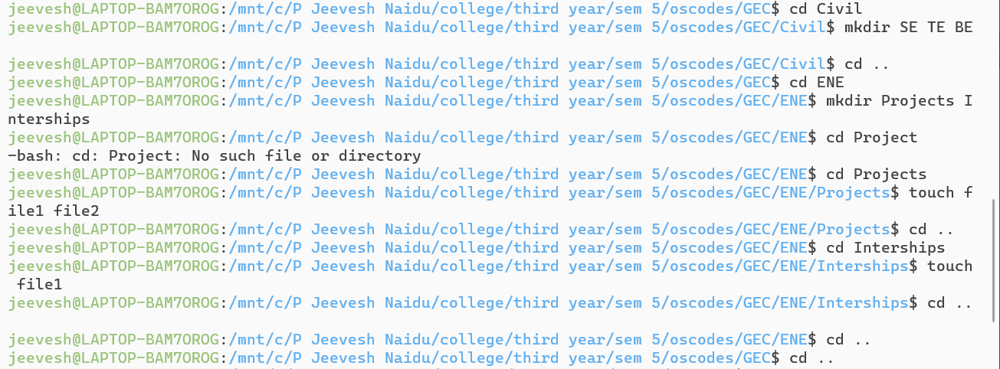 jeevesh@LAPTOP-BAM7OROG:/mnt/c/P Jeevesh Naidu/college/third year/sem 5/oscodes/GEC$ cd Civil
jeevesh@LAPTOP-BAM7OROG:/mnt/c/P Jeevesh Naidu/college/third year/sem 5/oscodes/GEC/Civil$ mkdir SE TE BE
jeevesh@LAPTOP-BAM7OROG:/mnt/c/P Jeevesh Naidu/college/third year/sem 5/oscodes/GEC/Civil$ cd ..
jeevesh@LAPTOP-BAM7OROG:/mnt/c/P Jeevesh Naidu/college/third year/sem 5/oscodes/GEC$ cd ENE
jeevesh@LAPTOP-BAM7OROG:/mnt/c/P Jeevesh Naidu/college/third year/sem 5/oscodes/GEC/ENE$ mkdir Projects I
nterships
jeevesh@LAPTOP-BAM7OROG:/mnt/c/P Jeevesh Naidu/college/third year/sem 5/oscodes/GEC/ENE$ cd Project
-bash: cd: Project: No such file or directory
jeevesh@LAPTOP-BAM7OROG:/mnt/c/P Jeevesh Naidu/college/third year/sem 5/oscodes/GEC/ENE$ cd Projects
jeevesh@LAPTOP-BAM7OROG:/mnt/c/P Jeevesh Naidu/college/third year/sem 5/oscodes/GEC/ENE/Projects$ touch f
ile1 file2
jeevesh@LAPTOP-BAM7OROG:/mnt/c/P Jeevesh Naidu/college/third year/sem 5/oscodes/GEC/ENE/Projects$ cd ..
jeevesh@LAPTOP-BAM7OROG:/mnt/c/P Jeevesh Naidu/college/third year/sem 5/oscodes/GEC/ENE$ cd Interships
jeevesh@LAPTOP-BAM7OROG:/mnt/c/P Jeevesh Naidu/college/third year/sem 5/oscodes/GEC/ENE/Interships$ touch
 file1
jeevesh@LAPTOP-BAM7OROG:/mnt/c/P Jeevesh Naidu/college/third year/sem 5/oscodes/GEC/ENE/Interships$ cd ..
jeevesh@LAPTOP-BAM7OROG:/mnt/c/P Jeevesh Naidu/college/third year/sem 5/oscodes/GEC/ENE$ cd ..
jeevesh@LAPTOP-BAM7OROG:/mnt/c/P Jeevesh Naidu/college/third year/sem 5/oscodes/GEC$ cd ..